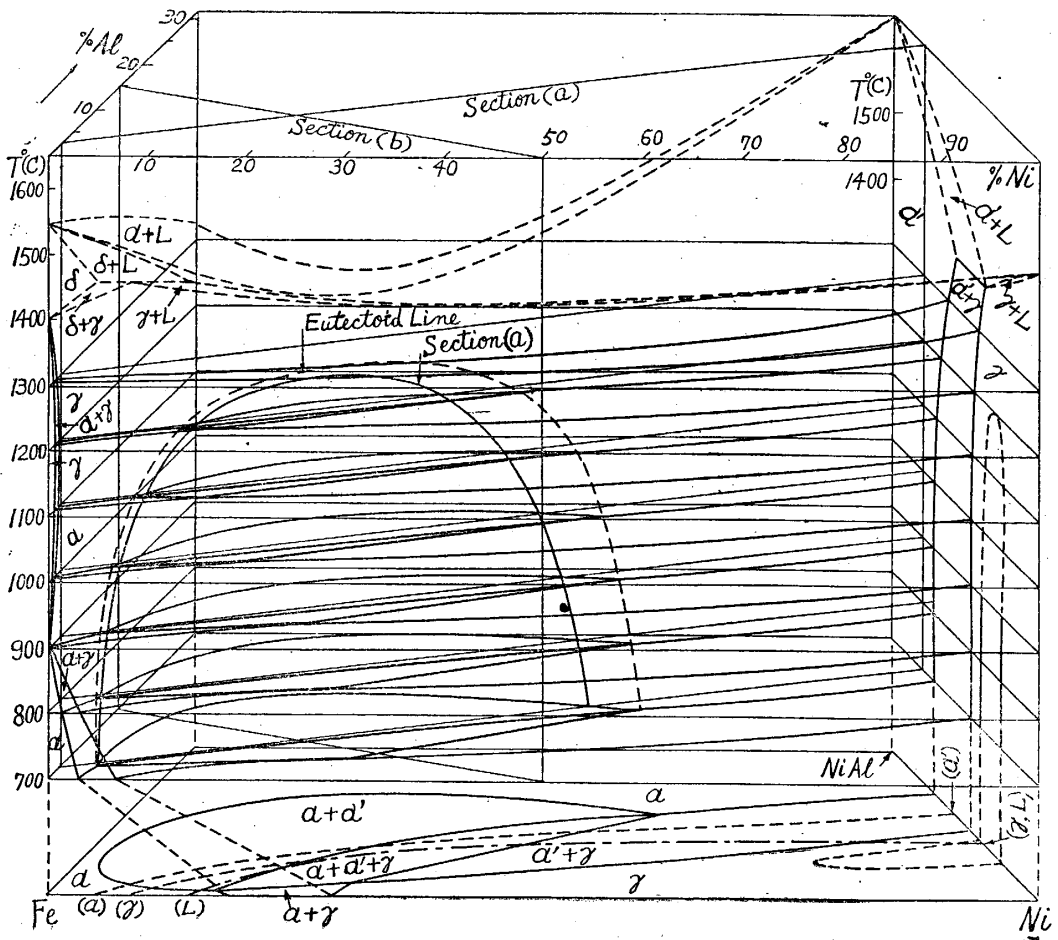 30
%Al
20
10
Section (a)
Section (b)
T°(C)
1500
1400
T°(C)
10
20
30
40
50
60
70
80
90
%Ni
1600
1500
1400
1300
1200
1100
1000
900
800
700
α+L
δ+L
δ
δ+γ
γ+L
Eutectoid Line
Section (a)
α'
α'+L
α'+γ
γ+L
γ
γ
α+γ
γ
α
α+γ
α
NiAl
(α')
α
α+α'
α+α'+γ
α'+γ
γ
α
(α)
(γ)
(L)
α+γ
Fe
Ni